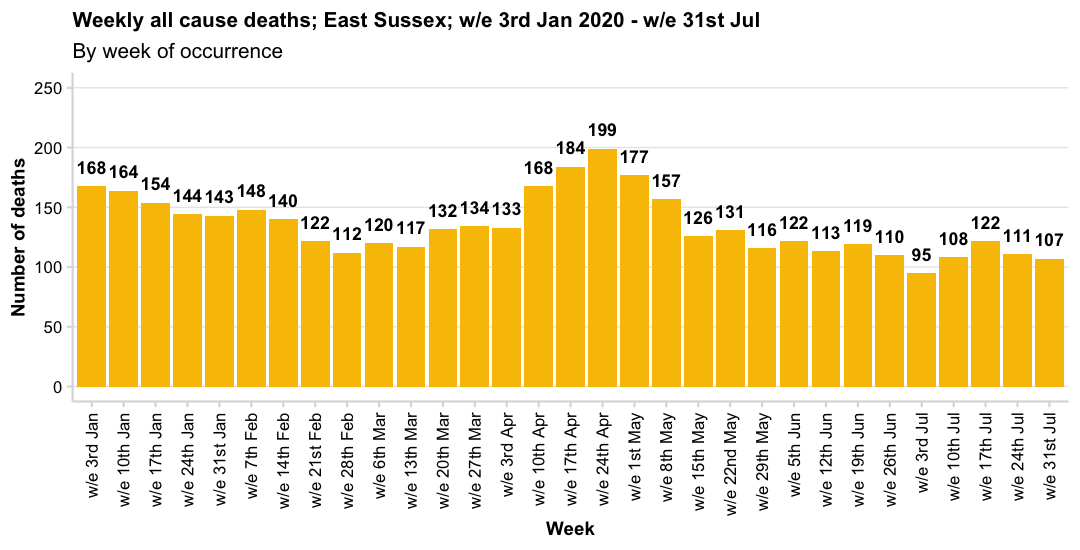 Weekly all cause deaths; East Sussex; w/e 3rd Jan 2020 - w/e 31st Jul
By week of occurrence
Number of deaths
250
200
150
100
50
0
168
164
154
144
143
148
140
122
112
120
117
132
134
133
168
184
199
177
157
126
131
116
122
113
119
110
95
108
122
111
107
w/e 3rd Jan
w/e 10th Jan
w/e 17th Jan
w/e 24th Jan
w/e 31st Jan
w/e 7th Feb
w/e 14th Feb
w/e 21st Feb
w/e 28th Feb
w/e 6th Mar
w/e 13th Mar
w/e 20th Mar
w/e 27th Mar
w/e 3rd Apr
w/e 10th Apr
w/e 17th Apr
w/e 24th Apr
w/e 1st May
w/e 8th May
w/e 15th May
w/e 22nd May
w/e 29th May
w/e 5th Jun
w/e 12th Jun
w/e 19th Jun
w/e 26th Jun
w/e 3rd Jul
w/e 10th Jul
w/e 17th Jul
w/e 24th Jul
w/e 31st Jul
Week